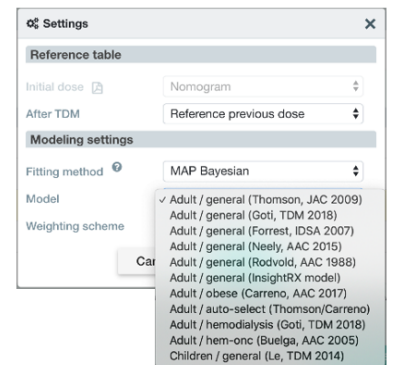 Settings
Reference table
Initial dose Nomogram
After TDM Reference previous dose
Modeling settings
Fitting method ? MAP Bayesian
Model
✓ Adult / general (Thomson, JAC 2009)
Adult / general (Goti, TDM 2018)
Adult / general (Forrest, IDSA 2007)
Weighting scheme
Adult / general (Neely, AAC 2015)
Adult / general (Rodvold, AAC 1988)
Adult / general (InsightRX model)
Adult / obese (Carreno, AAC 2017)
Adult / auto-select (Thomson/Carreno)
Adult / hemodialysis (Goti, TDM 2018)
Adult / hem-onc (Buelga, AAC 2005)
Children / general (Le, TDM 2014)